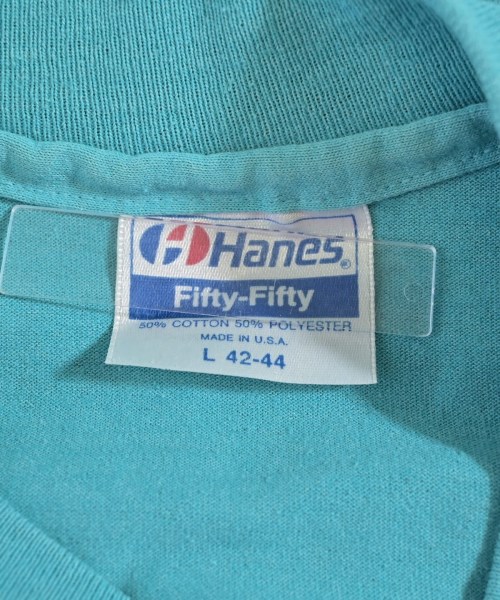 Hanes®
Fifty-Fifty
50% COTTON 50% POLYESTER
MADE IN U.S.A.
L 42-44